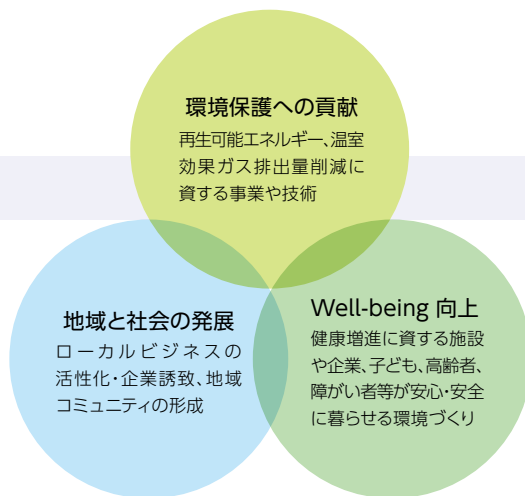 環境保護への貢献
再生可能エネルギー、温室
効果ガス排出量削減に
資する事業や技術
地域と社会の発展
ローカルビジネスの
活性化・企業誘致、地域
コミュニティの形成
Well-being 向上
健康増進に資する施設
や企業、子ども、高齢者、
障がい者等が安心・安全
に暮らせる環境づくり